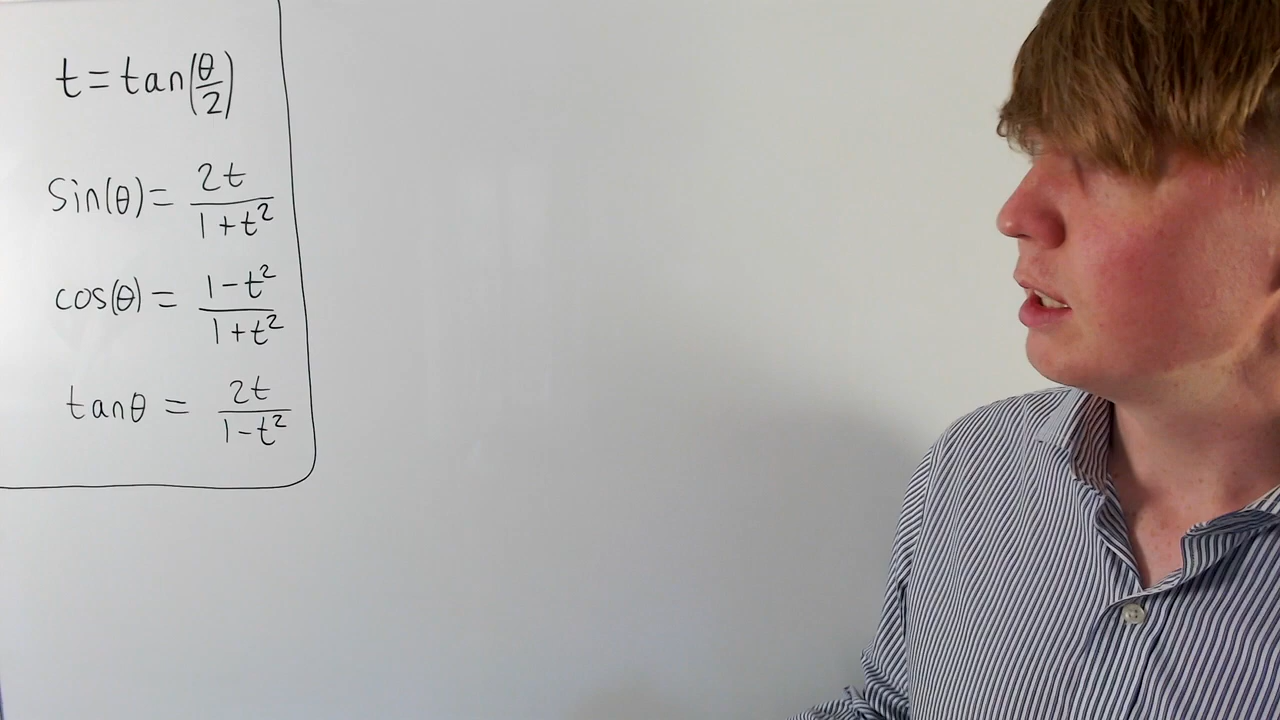 t = tan(θ/2)
Sin(θ) = 2t/(1+t²)
cos(θ) = (1-t²)/(1+t²)
tanθ = 2t/(1-t²)